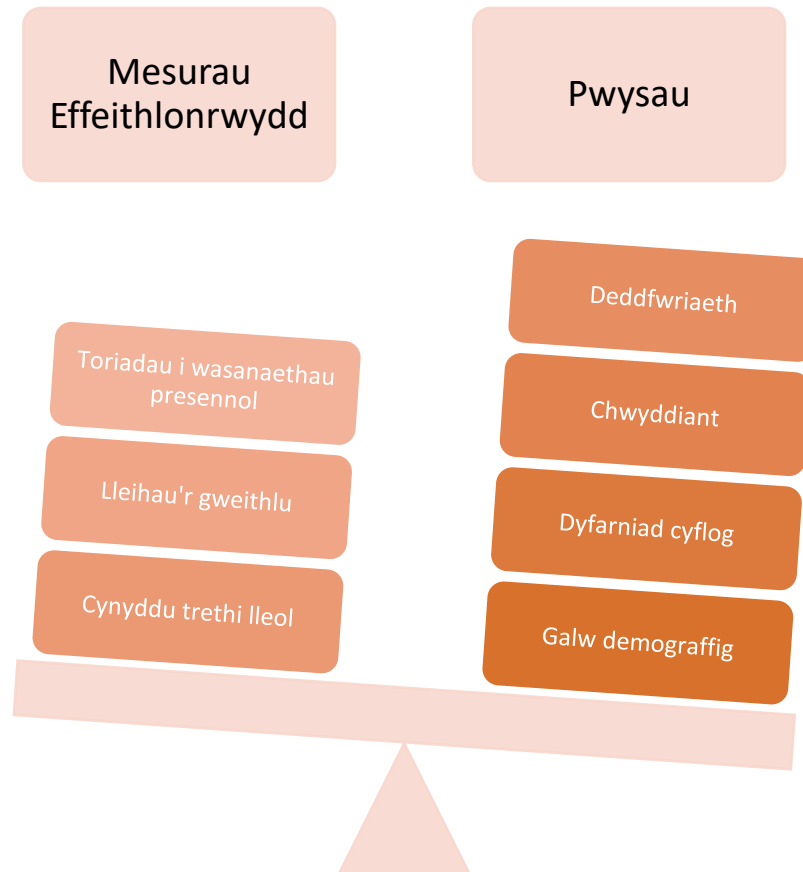 Mesurau
Effeithlonrwydd
Pwysau
Toriadau i wasanaethau
presennol
Lleihau'r gweithlu
Cynyddu trethi lleol
Deddfwriaeth
Chwyddiant
Dyfarniad cyflog
Galw demograffig